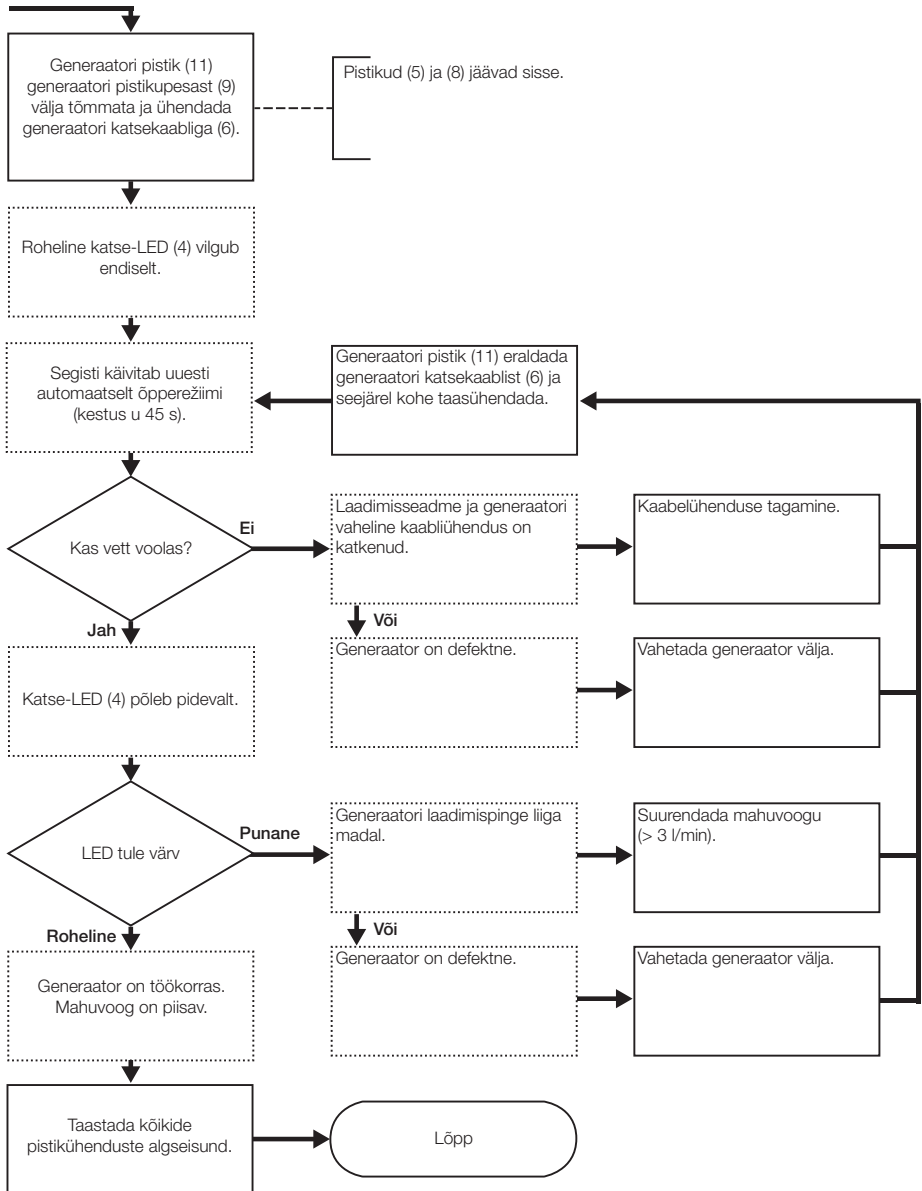 Generaatori pistik (11)
generaatori pistikupesast (9)
välja tõmmata ja ühendada
generaatori katsekaabliga (6).
Pistikud (5) ja (8) jäävad sisse.
Roheline katse-LED (4) vilgub
endiselt.
Segisti käivitab uuesti
automaatselt õpperežiimi
(kestus u 45 s).
Generaatori pistik (11) eraldada
generaatori katsekaablist (6) ja
seejärel kohe taasühendada.
Kas vett voolas?
Ei
Laadimisseadme ja generaatori
vaheline kaabliühendus on
katkenud.
Kaabelühenduse tagamine.
Jah
Või
Katse-LED (4) põleb pidevalt.
Generaator on defektne.
Vahetada generaator välja.
LED tule värv
Punane
Generaatori laadimispinge liiga
madal.
Suurendada mahuvoogu
(> 3 l/min).
Roheline
Või
Generaator on töökorras.
Mahuvoog on piisav.
Generaator on defektne.
Vahetada generaator välja.
Taastada kõikide
pistikühenduste algseisund.
Lõpp